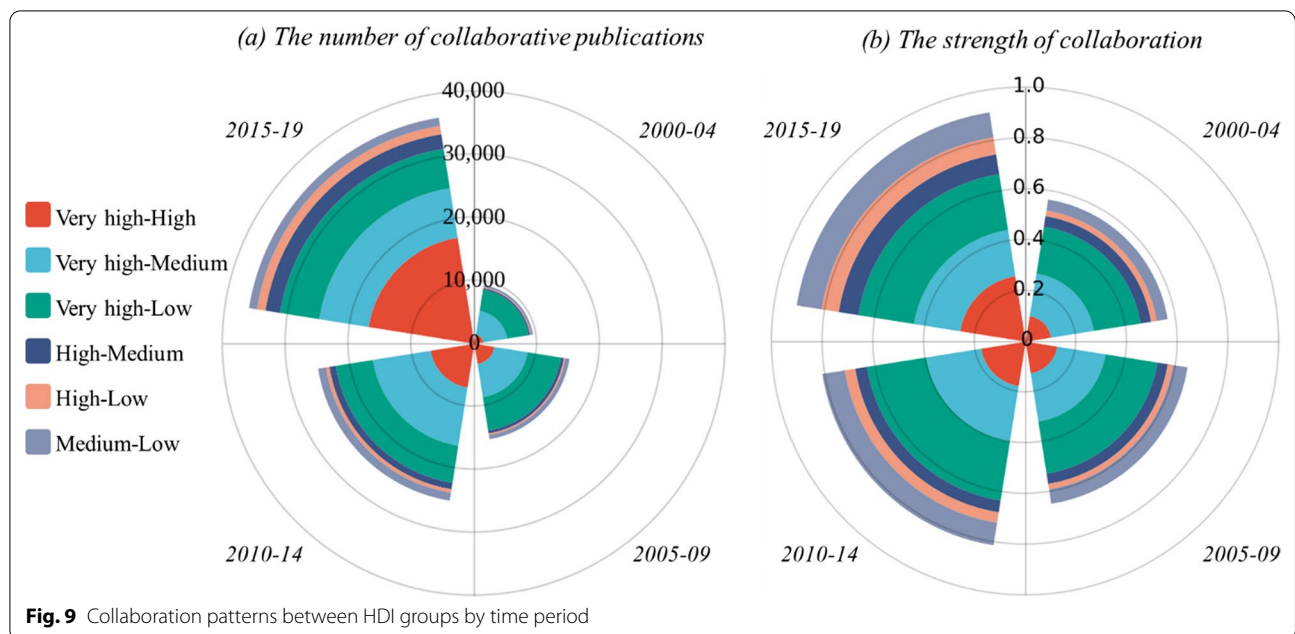 (a) The number of collaborative publications
(b) The strength of collaboration
2015-19
40,000
2000-04
30,000
20,000
10,000
0
2010-14
2005-09
Very high-High
Very high-Medium
Very high-Low
High-Medium
High-Low
Medium-Low
2015-19
1.0
2000-04
0.8
0.6
0.4
0.2
0
2010-14
2005-09
Fig. 9 Collaboration patterns between HDI groups by time period